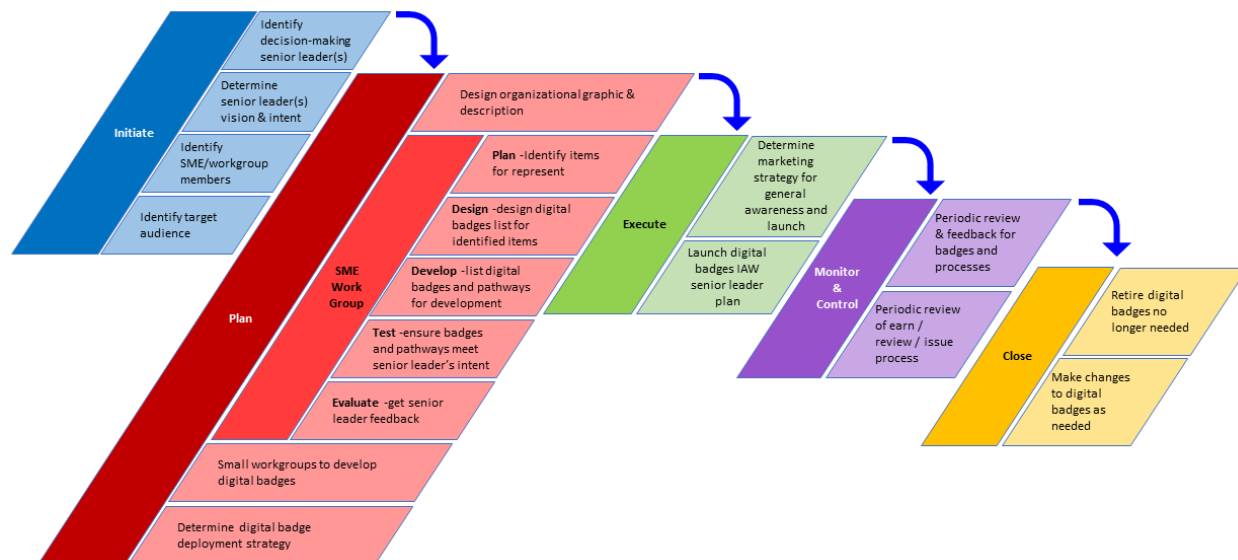 Initiate
Identify
decision-making
senior leader(s)
Determine
senior leader(s)
vision & intent
Identify
SME/workgroup
members
Identify target
audience
Plan
Design organizational graphic &
description
SME
Work
Group
Plan -Identify items
for represent
Design -design digital
badges list for
identified items
Develop -list digital
badges and pathways
for development
Test -ensure badges
and pathways meet
senior leader's intent
Evaluate -get senior
leader feedback
Small workgroups to develop
digital badges
Determine digital badge
deployment strategy
Execute
Determine
marketing
strategy for
general
awareness and
launch
Launch digital
badges IAW
senior leader
plan
Monitor
&
Control
Periodic review
& feedback for
badges and
processes
Periodic review
of earn /
review / issue
process
Close
Retire digital
badges no
longer needed
Make changes
to digital
badges as
needed